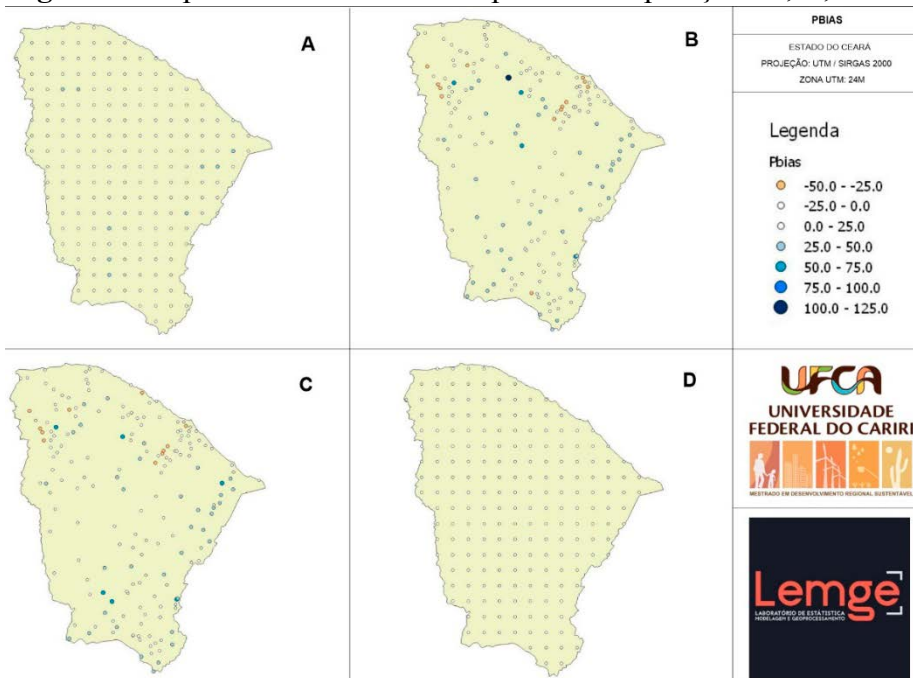 A
B
PBIAS
ESTADO DO CEARÁ
PROJEÇÃO: UTM / SIRGAS 2000
ZONA UTM: 24M
Legenda
Pbias
-50.0 - -25.0
-25.0 - 0.0
0.0 - 25.0
25.0 - 50.0
50.0 - 75.0
75.0 - 100.0
100.0 - 125.0
C
D
UFCA
UNIVERSIDADE
FEDERAL DO CARIRI
MESTRADO EM DESENVOLVIMENTO REGIONAL SUSTENTÁVEL
Lemge
LABORATÓRIO DE ESTATÍSTICA
MODELAGEM E GEOPROCESSAMENTO